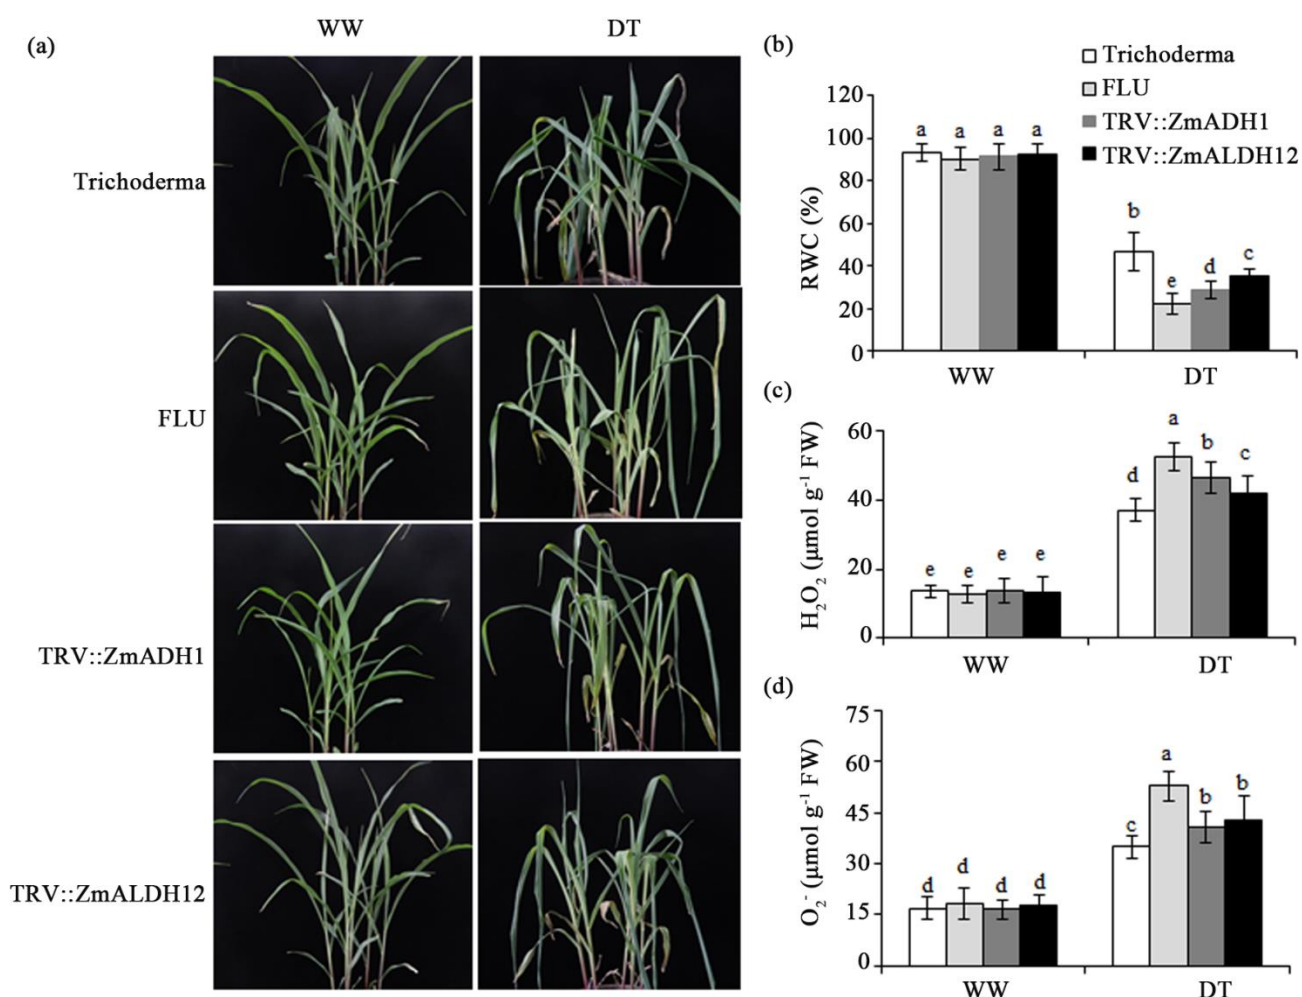 (a)
WW
DT
Trichoderma
FLU
TRV::ZmADH1
TRV::ZmALDH12
(b)
Trichoderma
FLU
TRV::ZmADH1
TRV::ZmALDH12
RWC (%)
120
100
80
60
40
20
0
a a a a
b e d c
WW DT
(c)
H₂O₂ (μmol g⁻¹ FW)
60
40
20
0
e e e e
d a b c
WW DT
(d)
O₂⁻ (μmol g⁻¹ FW)
75
60
45
30
15
0
d d d d
c a b b
WW DT